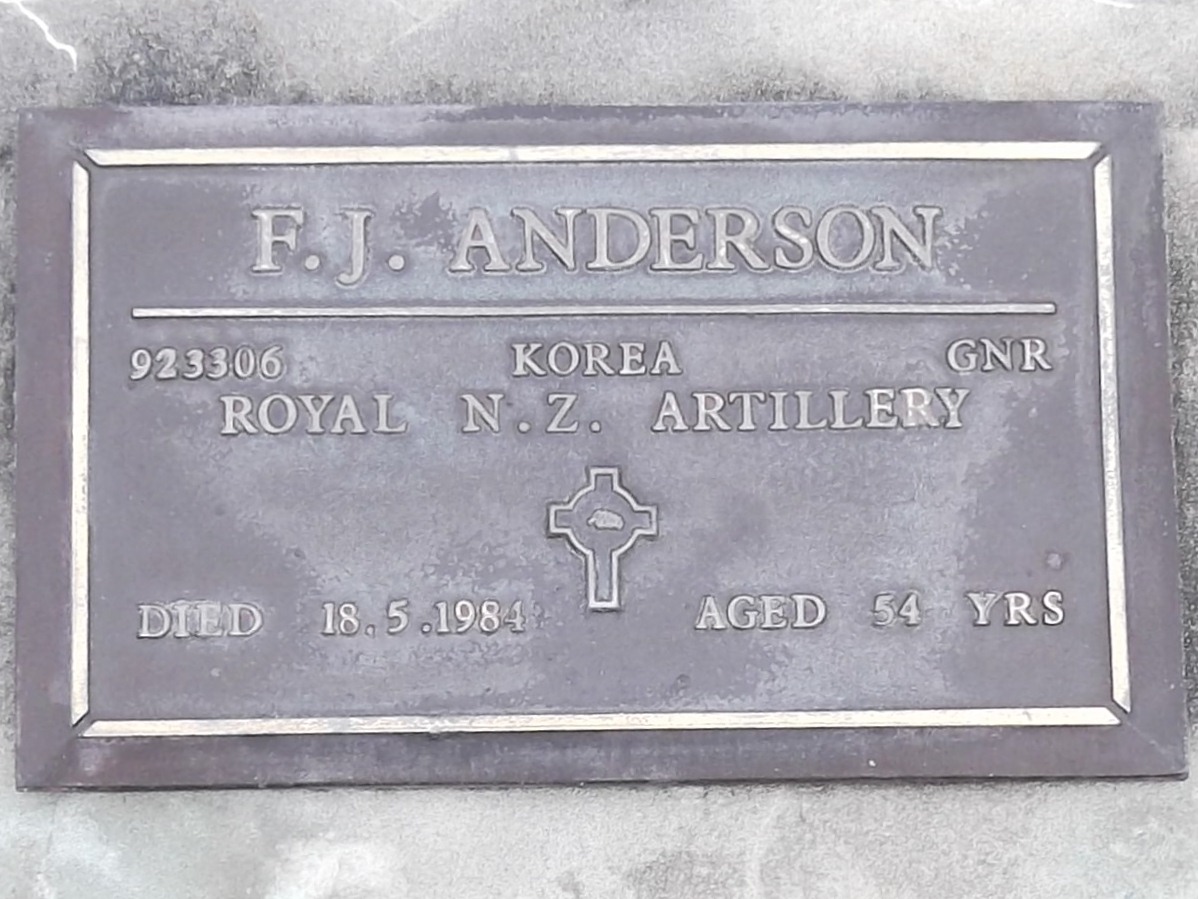 F.J. ANDERSON
923306 KOREA GNR
ROYAL N.Z. ARTILLERY
DIED 18.5.1984 AGED 54 YRS